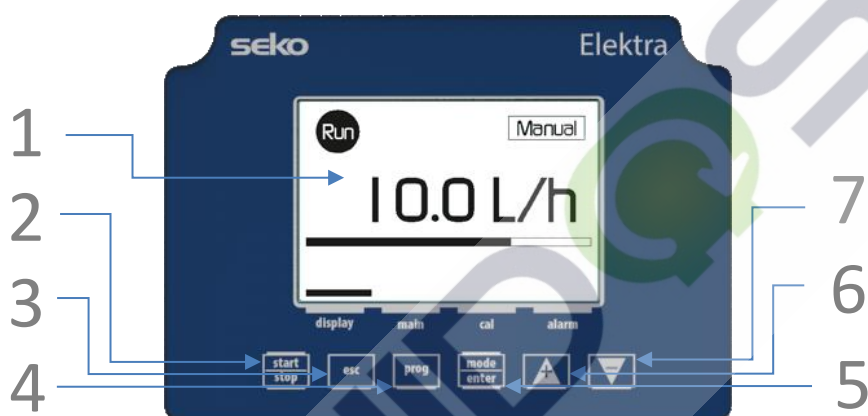 seko
Elektra
Run
Manual
10.0 L/h
1
2
3
4
5
6
7
display main cal alarm
start
stop
esc
prog
mode
enter
+
-